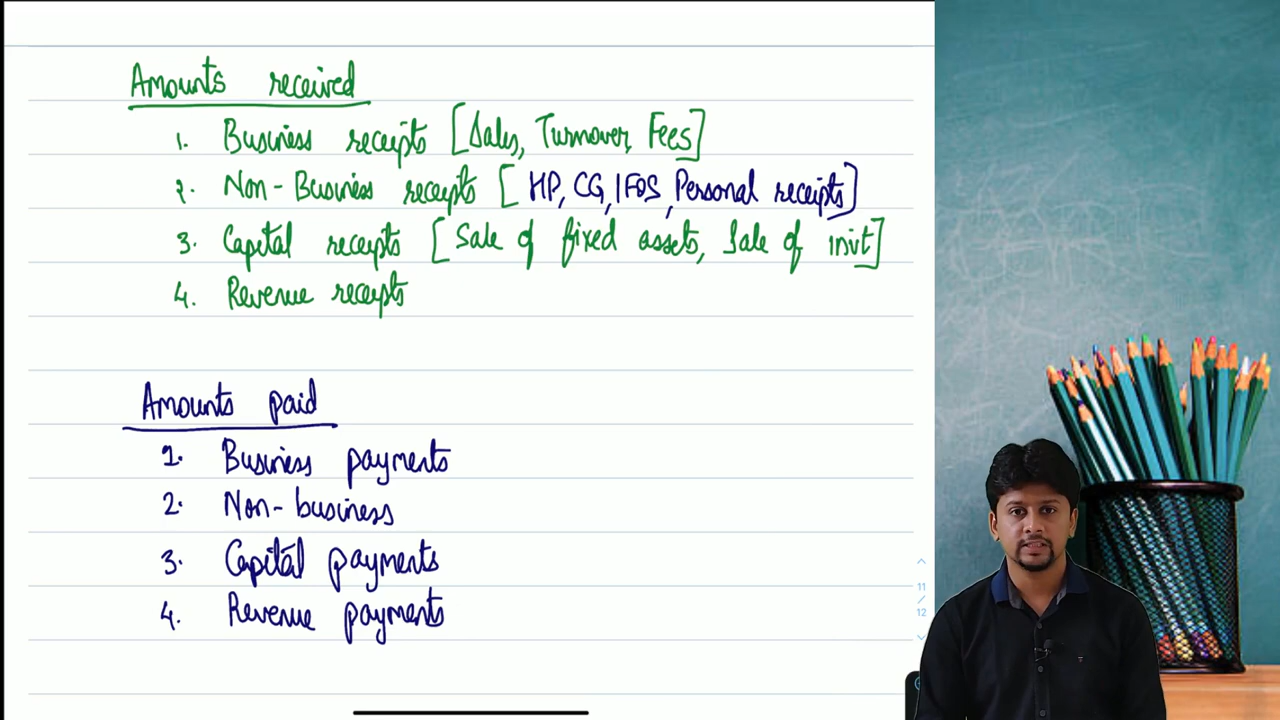 Amounts received
1. Business receipts [Sales, Turnover, Fees]
2. Non-Business receipts [HP, CG, IFOS, Personal receipts]
3. Capital receipts [Sale of fixed assets, Sale of invt]
4. Revenue receipts
Amounts paid
1. Business payments
2. Non-business
3. Capital payments
4. Revenue payments
11
/
12